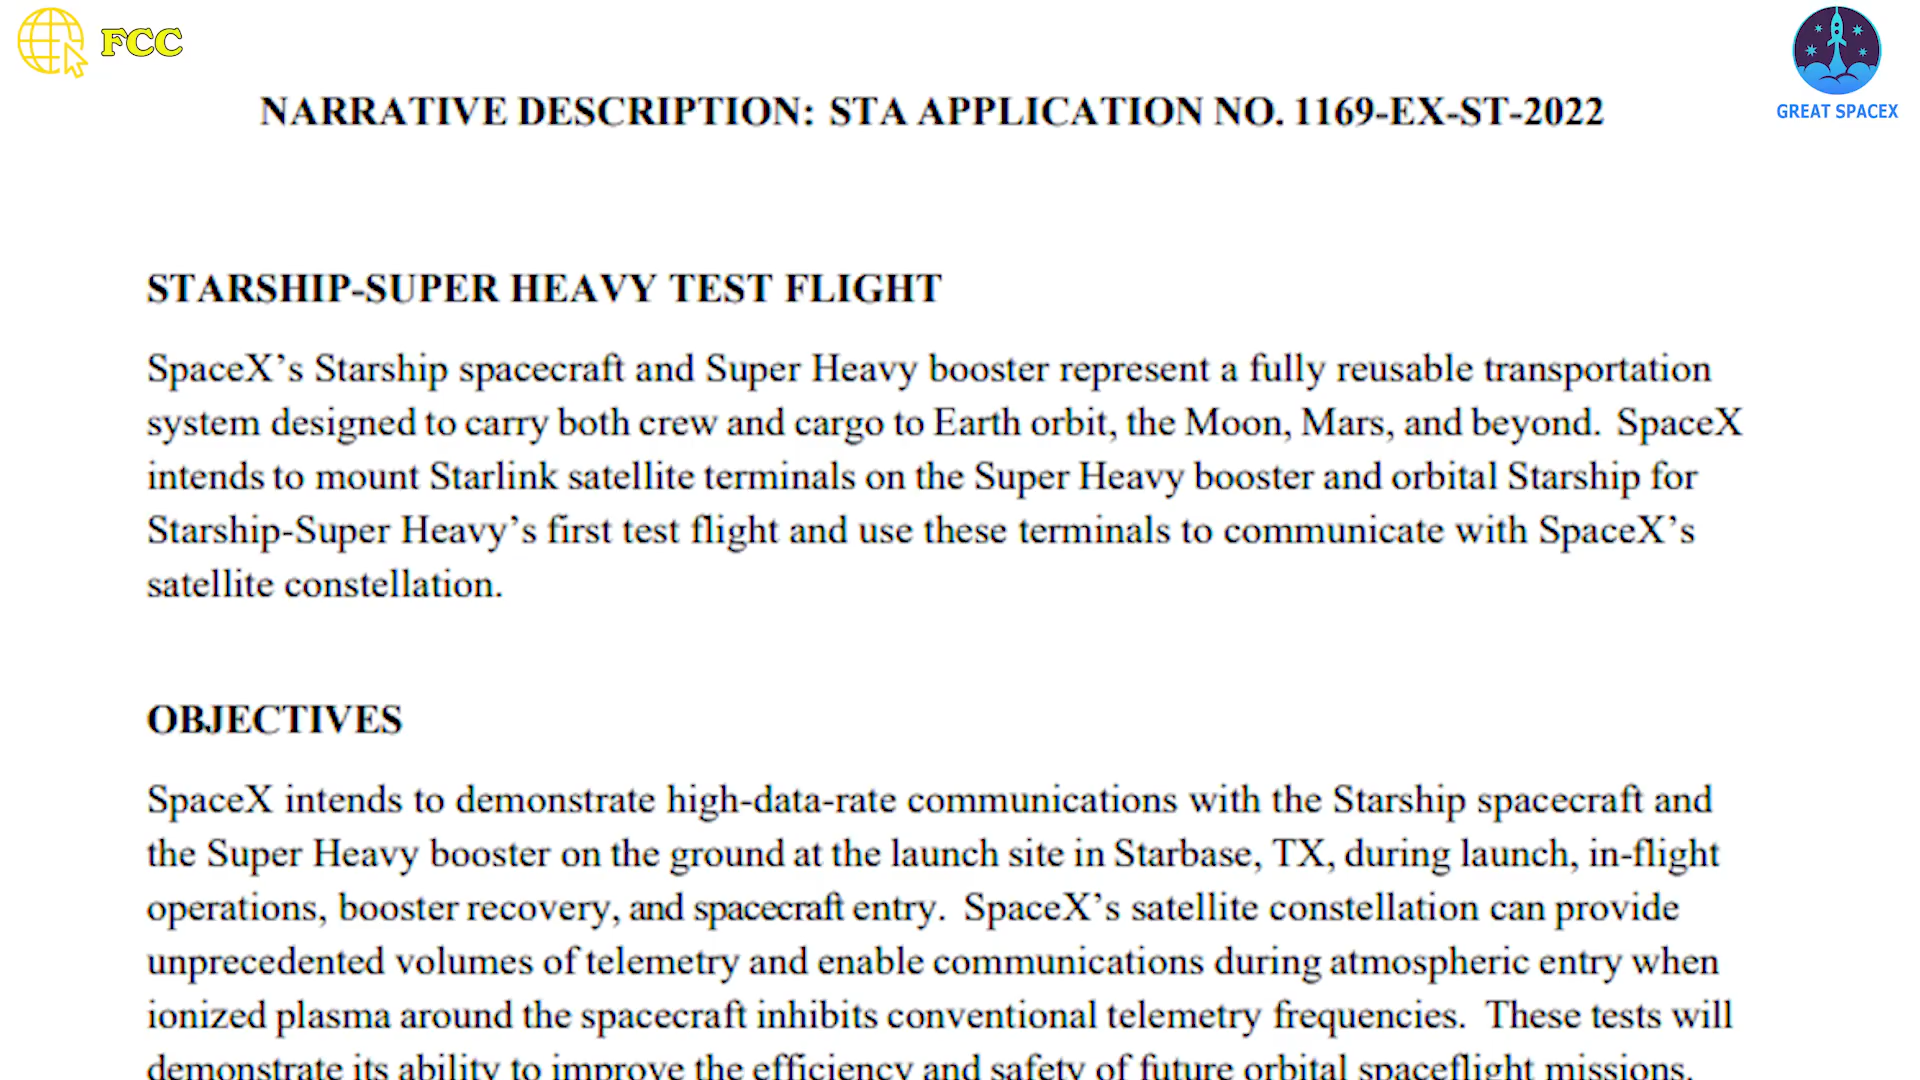 FCC
GREAT SPACEX
NARRATIVE DESCRIPTION: STA APPLICATION NO. 1169-EX-ST-2022
STARSHIP-SUPER HEAVY TEST FLIGHT
SpaceX’s Starship spacecraft and Super Heavy booster represent a fully reusable transportation
system designed to carry both crew and cargo to Earth orbit, the Moon, Mars, and beyond. SpaceX
intends to mount Starlink satellite terminals on the Super Heavy booster and orbital Starship for
Starship-Super Heavy’s first test flight and use these terminals to communicate with SpaceX’s
satellite constellation.
OBJECTIVES
SpaceX intends to demonstrate high-data-rate communications with the Starship spacecraft and
the Super Heavy booster on the ground at the launch site in Starbase, TX, during launch, in-flight
operations, booster recovery, and spacecraft entry. SpaceX’s satellite constellation can provide
unprecedented volumes of telemetry and enable communications during atmospheric entry when
ionized plasma around the spacecraft inhibits conventional telemetry frequencies. These tests will
demonstrate its ability to improve the efficiency and safety of future orbital spaceflight missions.